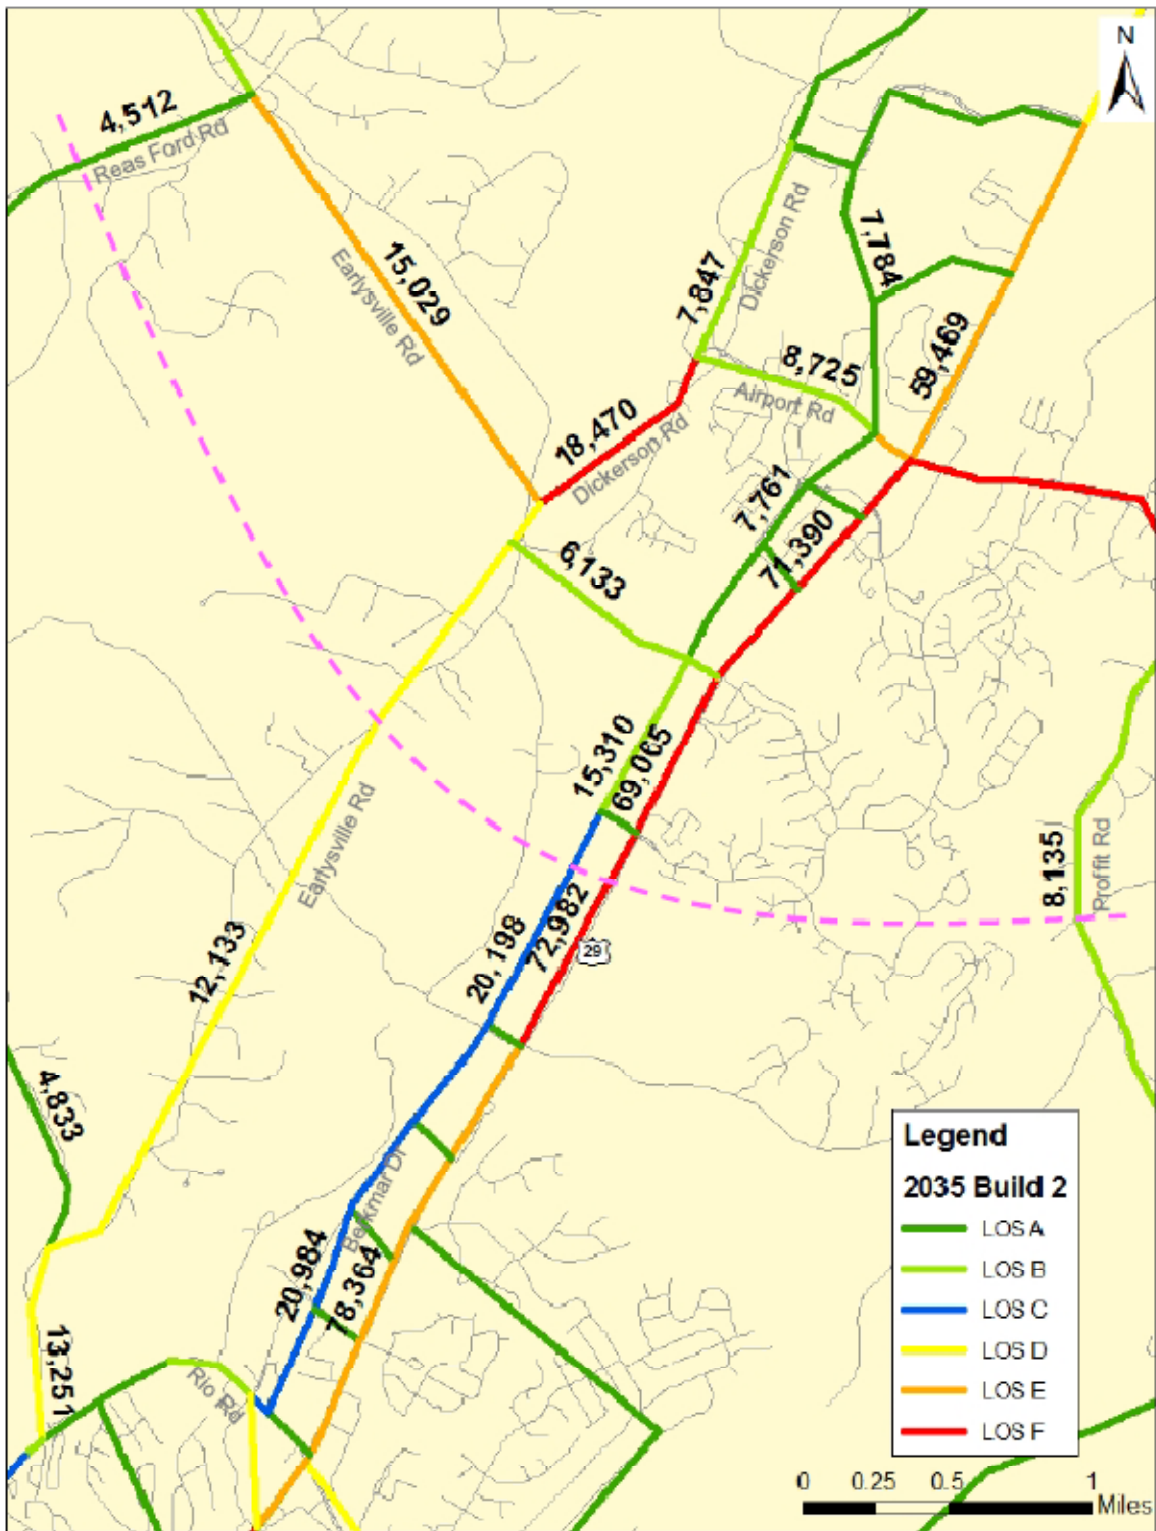 N
4,512
Reas Ford Rd
15,029
Earlysville Rd
7,847
Dickerson Rd
7,784
59,469
8,725
Airport Rd
18,470
Dickerson Rd
7,761
71,390
6,133
15,310
69,065
8,135
Proffit Rd
Earlysville Rd
12,133
20,198
72,982
29
4,833
Berkmar Dr
20,984
78,364
13,251
Rio Rd
Legend
2035 Build 2
LOS A
LOS B
LOS C
LOS D
LOS E
LOS F
0 0.25 0.5 1
Miles